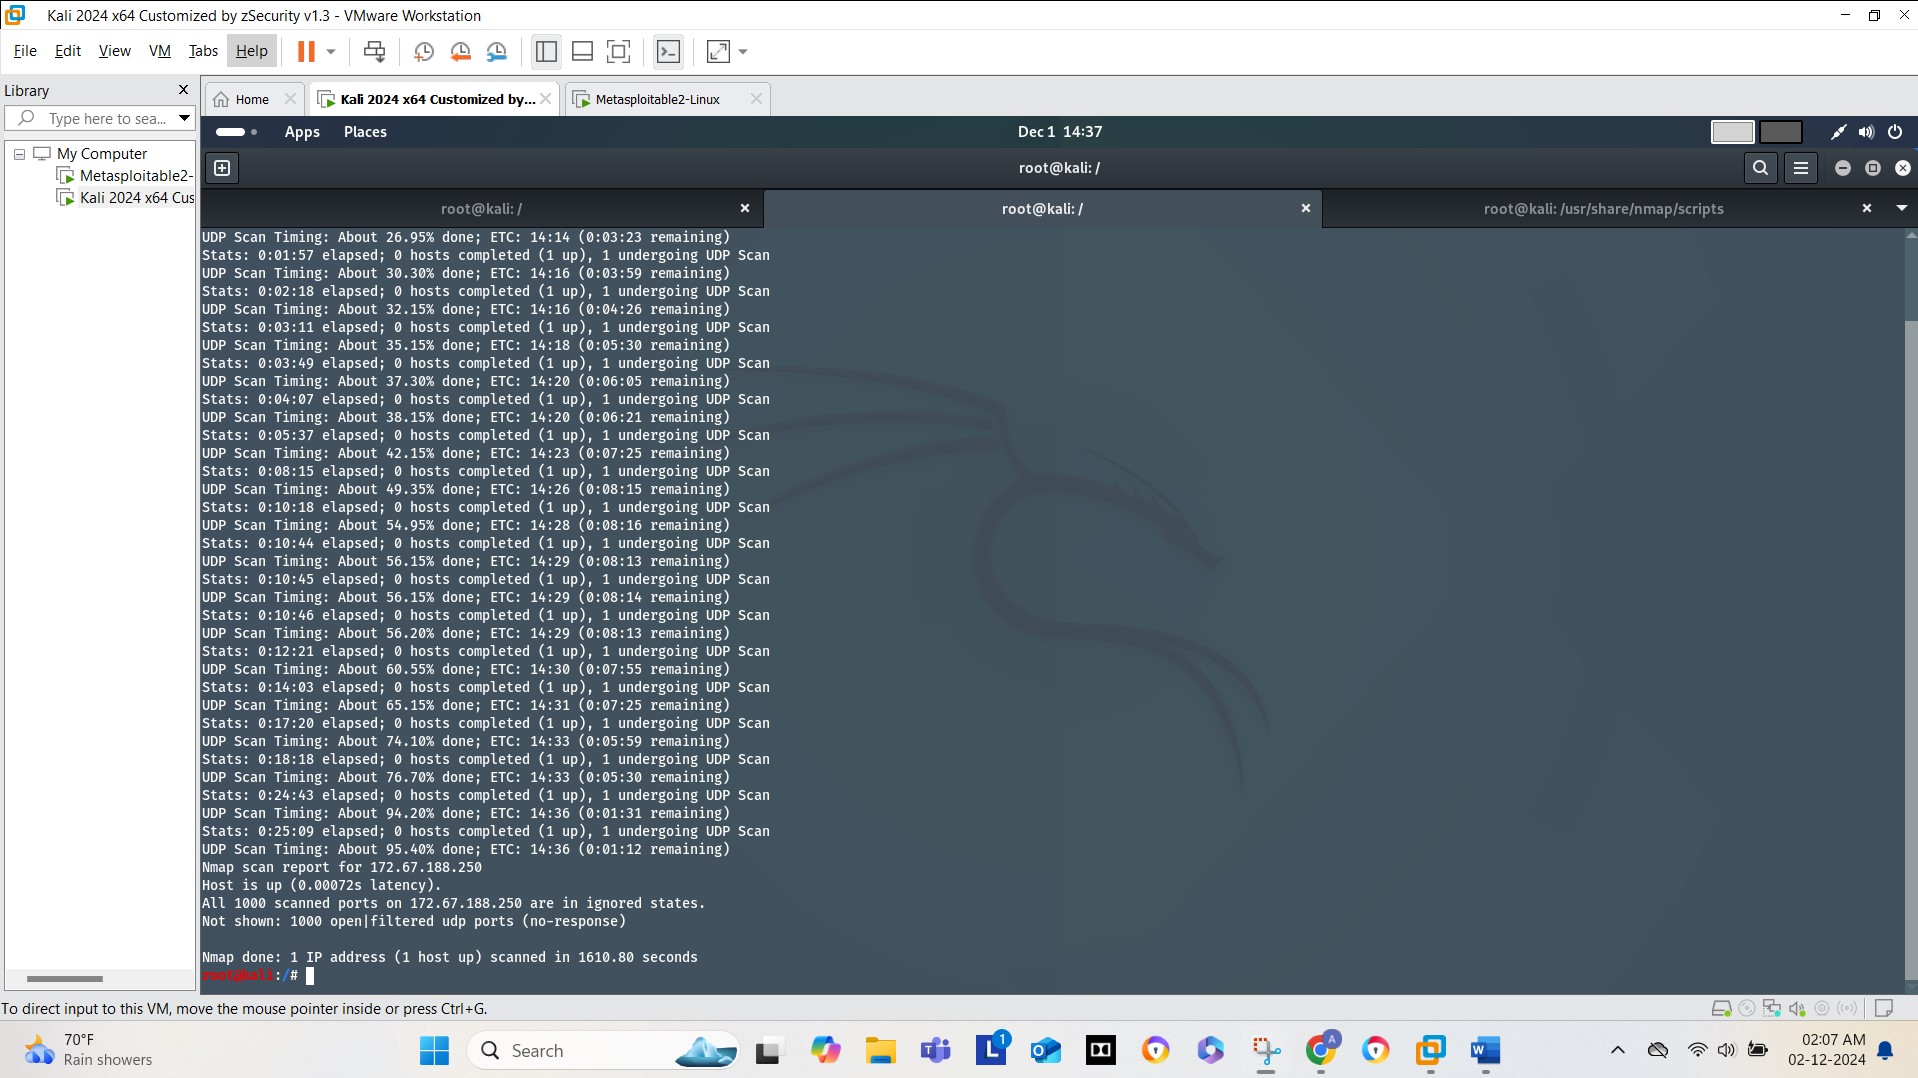 Kali 2024 x64 Customized by zSecurity v1.3 - VMware Workstation
File Edit View VM Tabs Help
Library
Type here to sea...
My Computer
Metasploitable2-
Kali 2024 x64 Cus
Home
Kali 2024 x64 Customized by...
Metasploitable2-Linux
Apps Places
Dec 1 14:37
root@kali: /
root@kali: /
root@kali: /
root@kali: /usr/share/nmap/scripts
UDP Scan Timing: About 26.95% done; ETC: 14:14 (0:03:23 remaining)
Stats: 0:01:57 elapsed; 0 hosts completed (1 up), 1 undergoing UDP Scan
UDP Scan Timing: About 30.30% done; ETC: 14:16 (0:03:59 remaining)
Stats: 0:02:18 elapsed; 0 hosts completed (1 up), 1 undergoing UDP Scan
UDP Scan Timing: About 32.15% done; ETC: 14:16 (0:04:26 remaining)
Stats: 0:03:11 elapsed; 0 hosts completed (1 up), 1 undergoing UDP Scan
UDP Scan Timing: About 35.15% done; ETC: 14:18 (0:05:30 remaining)
Stats: 0:03:49 elapsed; 0 hosts completed (1 up), 1 undergoing UDP Scan
UDP Scan Timing: About 37.30% done; ETC: 14:20 (0:06:05 remaining)
Stats: 0:04:07 elapsed; 0 hosts completed (1 up), 1 undergoing UDP Scan
UDP Scan Timing: About 38.15% done; ETC: 14:20 (0:06:21 remaining)
Stats: 0:05:37 elapsed; 0 hosts completed (1 up), 1 undergoing UDP Scan
UDP Scan Timing: About 42.15% done; ETC: 14:23 (0:07:25 remaining)
Stats: 0:08:15 elapsed; 0 hosts completed (1 up), 1 undergoing UDP Scan
UDP Scan Timing: About 49.35% done; ETC: 14:26 (0:08:15 remaining)
Stats: 0:10:18 elapsed; 0 hosts completed (1 up), 1 undergoing UDP Scan
UDP Scan Timing: About 54.95% done; ETC: 14:28 (0:08:16 remaining)
Stats: 0:10:44 elapsed; 0 hosts completed (1 up), 1 undergoing UDP Scan
UDP Scan Timing: About 56.15% done; ETC: 14:29 (0:08:13 remaining)
Stats: 0:10:45 elapsed; 0 hosts completed (1 up), 1 undergoing UDP Scan
UDP Scan Timing: About 56.15% done; ETC: 14:29 (0:08:14 remaining)
Stats: 0:10:46 elapsed; 0 hosts completed (1 up), 1 undergoing UDP Scan
UDP Scan Timing: About 56.20% done; ETC: 14:29 (0:08:13 remaining)
Stats: 0:12:21 elapsed; 0 hosts completed (1 up), 1 undergoing UDP Scan
UDP Scan Timing: About 60.55% done; ETC: 14:30 (0:07:55 remaining)
Stats: 0:14:03 elapsed; 0 hosts completed (1 up), 1 undergoing UDP Scan
UDP Scan Timing: About 65.15% done; ETC: 14:31 (0:07:25 remaining)
Stats: 0:17:20 elapsed; 0 hosts completed (1 up), 1 undergoing UDP Scan
UDP Scan Timing: About 74.10% done; ETC: 14:33 (0:05:59 remaining)
Stats: 0:18:18 elapsed; 0 hosts completed (1 up), 1 undergoing UDP Scan
UDP Scan Timing: About 76.70% done; ETC: 14:33 (0:05:30 remaining)
Stats: 0:24:43 elapsed; 0 hosts completed (1 up), 1 undergoing UDP Scan
UDP Scan Timing: About 94.20% done; ETC: 14:36 (0:01:31 remaining)
Stats: 0:25:09 elapsed; 0 hosts completed (1 up), 1 undergoing UDP Scan
UDP Scan Timing: About 95.40% done; ETC: 14:36 (0:01:12 remaining)
Nmap scan report for 172.67.188.250
Host is up (0.00072s latency).
All 1000 scanned ports on 172.67.188.250 are in ignored states.
Not shown: 1000 open|filtered udp ports (no-response)
Nmap done: 1 IP address (1 host up) scanned in 1610.80 seconds
root@kali:/#
To direct input to this VM, move the mouse pointer inside or press Ctrl+G.
70°F
Rain showers
Search
1
A
02:07 AM
02-12-2024